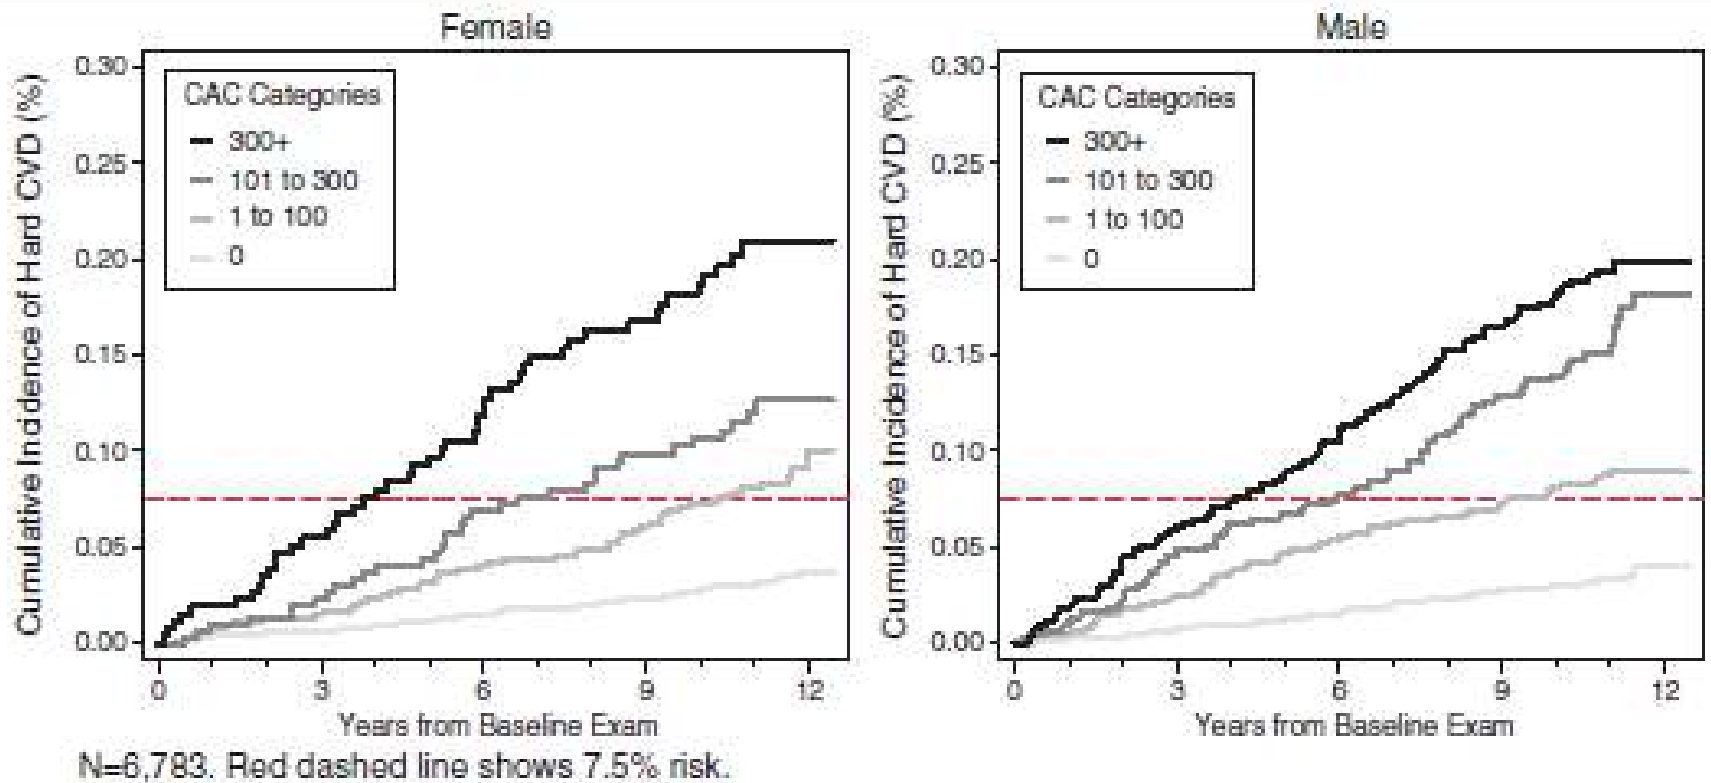 Female
Cumulative Incidence of Hard CVD (%)
0.30
0.25
0.20
0.15
0.10
0.05
0.00
CAC Categories
300+
101 to 300
1 to 100
0
0 3 6 9 12
Years from Baseline Exam
Male
Cumulative Incidence of Hard CVD (%)
0.30
0.25
0.20
0.15
0.10
0.05
0.00
CAC Categories
300+
101 to 300
1 to 100
0
0 3 6 9 12
Years from Baseline Exam
N=6,783. Red dashed line shows 7.5% risk.